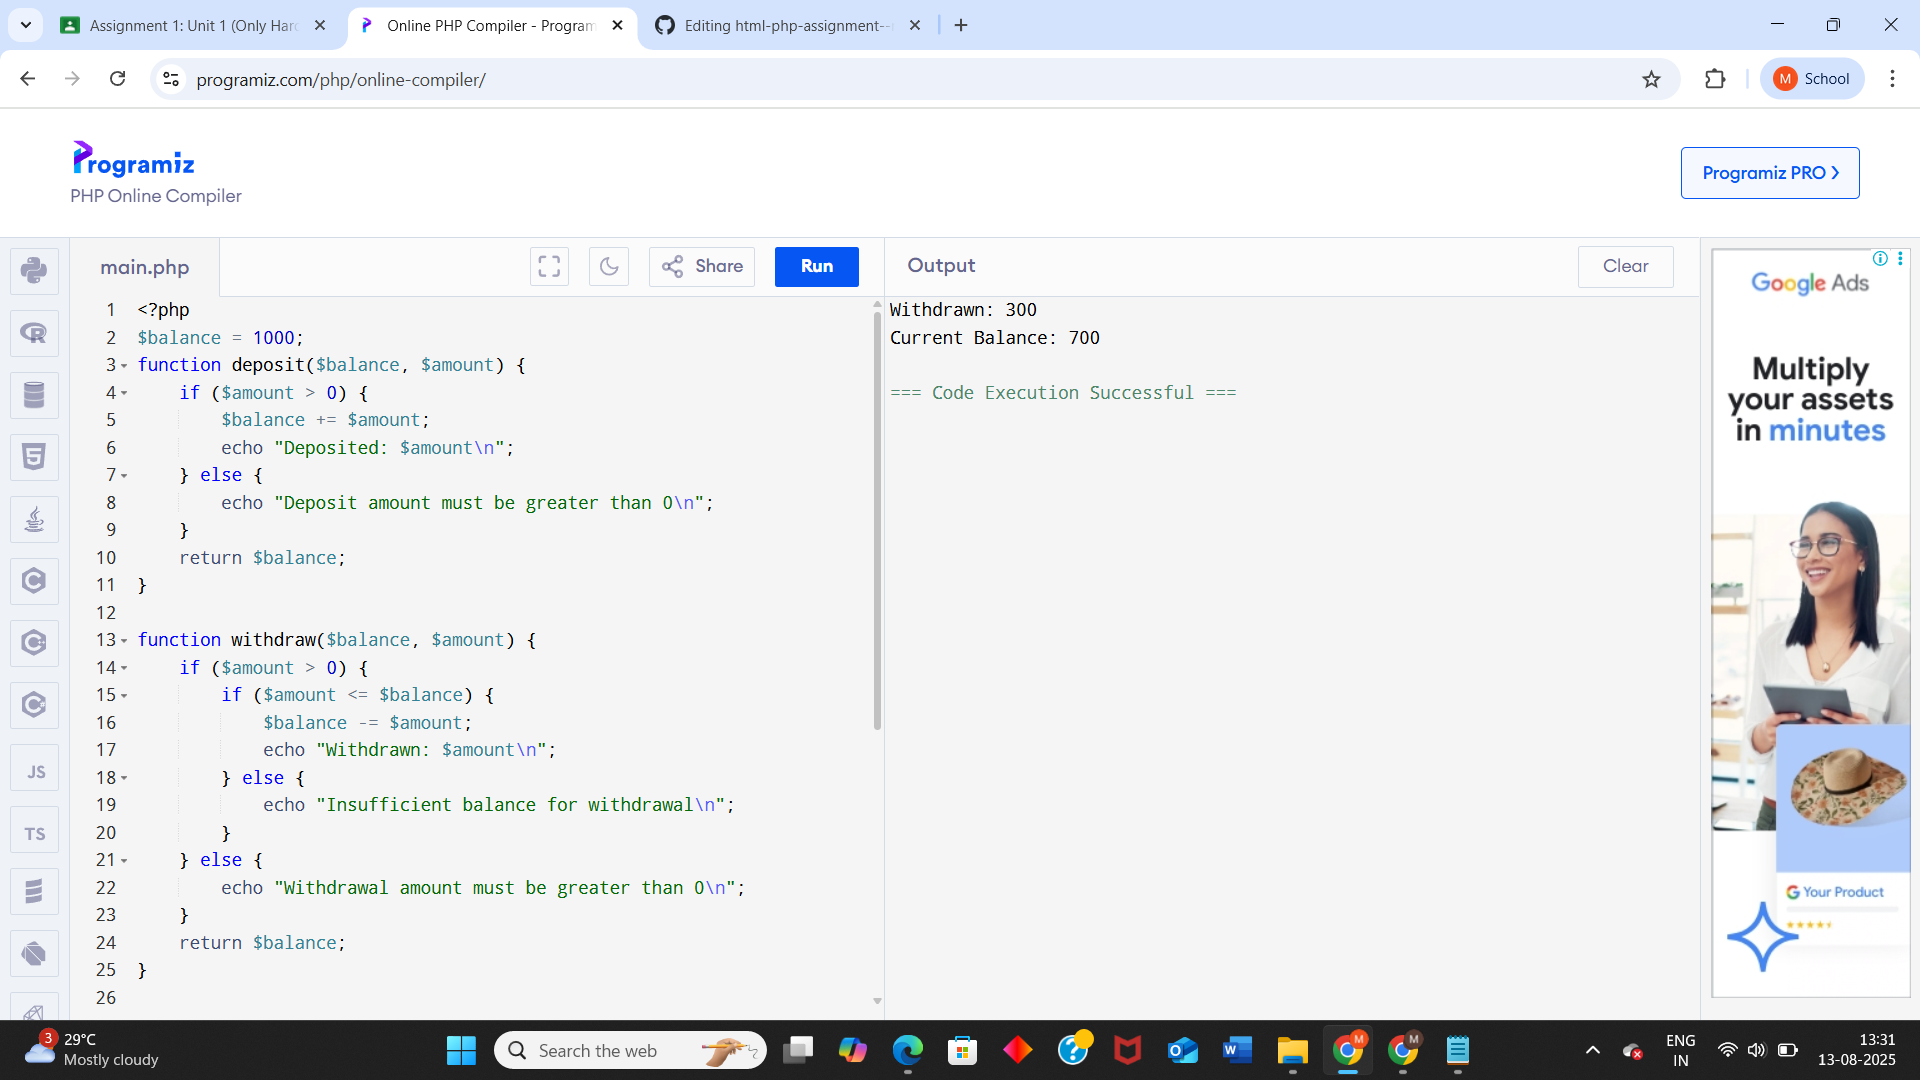 Assignment 1: Unit 1 (Only Hard
Online PHP Compiler - Program
Editing html-php-assignment--
programiz.com/php/online-compiler/
M School
Programiz
PHP Online Compiler
Programiz PRO
main.php
Share
Run
Output
Clear
1 <?php
2 $balance = 1000;
3 function deposit($balance, $amount) {
4     if ($amount > 0) {
5         $balance += $amount;
6         echo "Deposited: $amount\n";
7     } else {
8         echo "Deposit amount must be greater than 0\n";
9     }
10     return $balance;
11 }
12
13 function withdraw($balance, $amount) {
14     if ($amount > 0) {
15         if ($amount <= $balance) {
16             $balance -= $amount;
17             echo "Withdrawn: $amount\n";
18         } else {
19             echo "Insufficient balance for withdrawal\n";
20         }
21     } else {
22         echo "Withdrawal amount must be greater than 0\n";
23     }
24     return $balance;
25 }
26
Withdrawn: 300
Current Balance: 700
=== Code Execution Successful ===
JS
TS
Google Ads
Multiply
your assets
in minutes
G Your Product
3
29°C
Mostly cloudy
Search the web
ENG
IN
13:31
13-08-2025